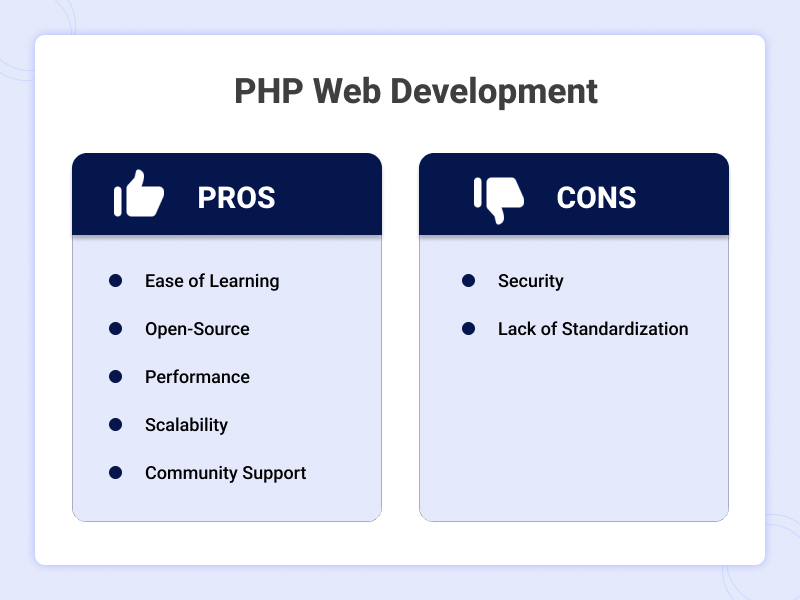 PHP Web Development
PROS
Ease of Learning
Open-Source
Performance
Scalability
Community Support
CONS
Security
Lack of Standardization